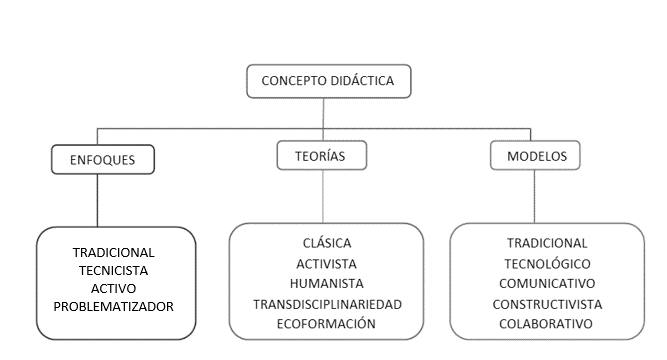 CONCEPTO DIDÁCTICA
ENFOQUES
TEORÍAS
MODELOS
TRADICIONAL
TECNICISTA
ACTIVO
PROBLEMATIZADOR
CLÁSICA
ACTIVISTA
HUMANISTA
TRANSDISCIPLINARIEDAD
ECOFORMACIÓN
TRADICIONAL
TECNOLÓGICO
COMUNICATIVO
CONSTRUCTIVISTA
COLABORATIVO